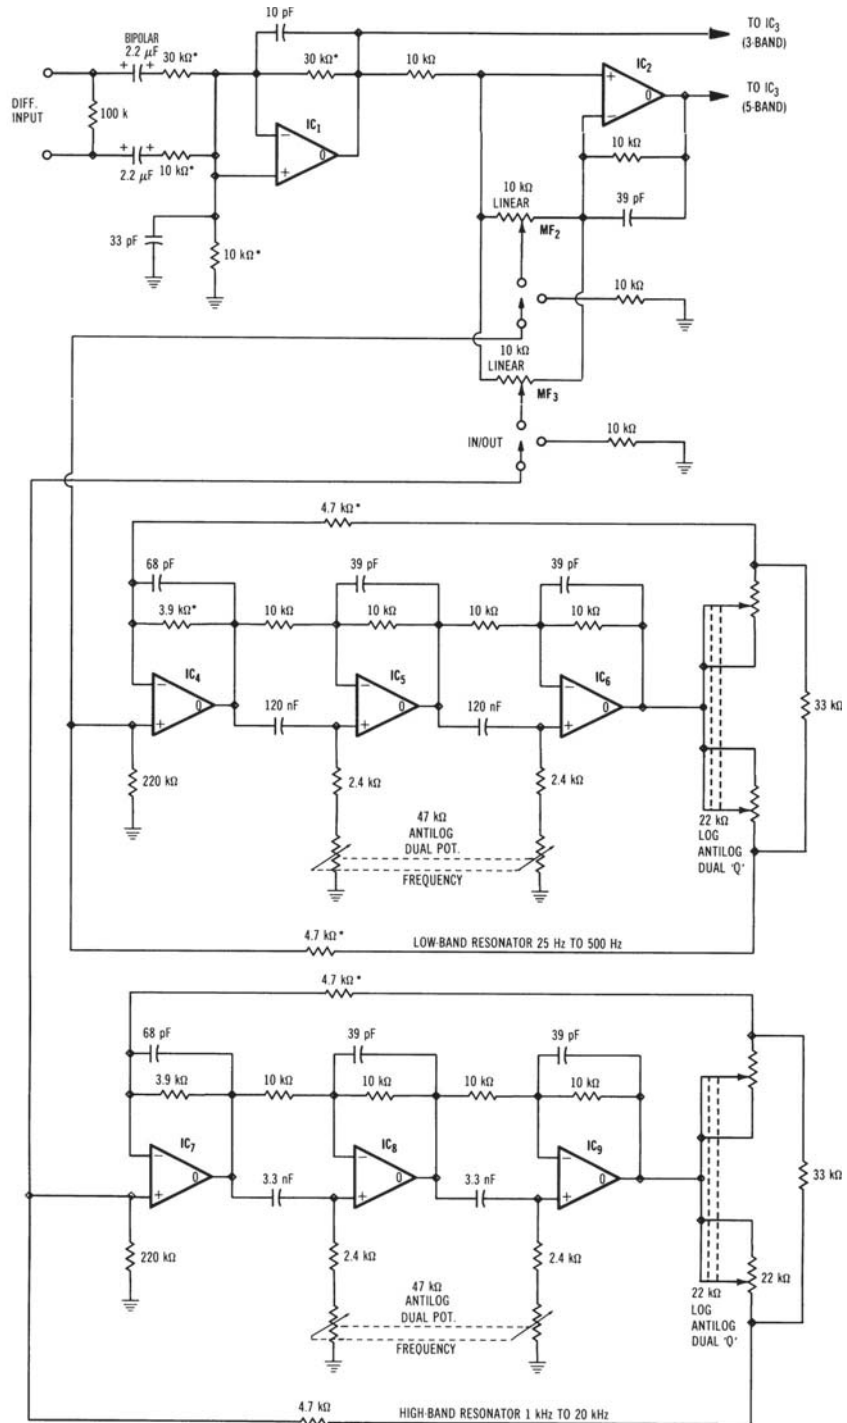 10 pF
TO IC3
(3-BAND)
BIPOLAR
2.2 μF
30 kΩ*
30 kΩ*
10 kΩ
IC2
+
+
+
0
TO IC3
(5-BAND)
DIFF.
INPUT
100 k
IC1
−
+
0
−
+
+
2.2 μF
10 kΩ*
10 kΩ
10 kΩ
LINEAR
39 pF
33 pF
MF2
10 kΩ*
10 kΩ
10 kΩ
LINEAR
MF3
IN/OUT
10 kΩ
4.7 kΩ*
68 pF
39 pF
39 pF
3.9 kΩ*
10 kΩ
10 kΩ
10 kΩ
10 kΩ
IC4
IC5
IC6
−
0
+
−
0
+
−
0
+
120 nF
120 nF
33 kΩ
220 kΩ
2.4 kΩ
2.4 kΩ
47 kΩ
ANTILOG
DUAL POT.
FREQUENCY
22 kΩ
LOG
ANTILOG
DUAL 'Q'
4.7 kΩ*
LOW-BAND RESONATOR 25 Hz TO 500 Hz
4.7 kΩ*
68 pF
39 pF
39 pF
3.9 kΩ
10 kΩ
10 kΩ
10 kΩ
10 kΩ
IC7
IC8
IC9
−
0
+
−
0
+
−
0
+
3.3 nF
3.3 nF
33 kΩ
220 kΩ
2.4 kΩ
2.4 kΩ
22 kΩ
47 kΩ
ANTILOG
DUAL POT.
FREQUENCY
22 kΩ
LOG
ANTILOG
DUAL 'Q'
4.7 kΩ
HIGH-BAND RESONATOR 1 kHz TO 20 kHz